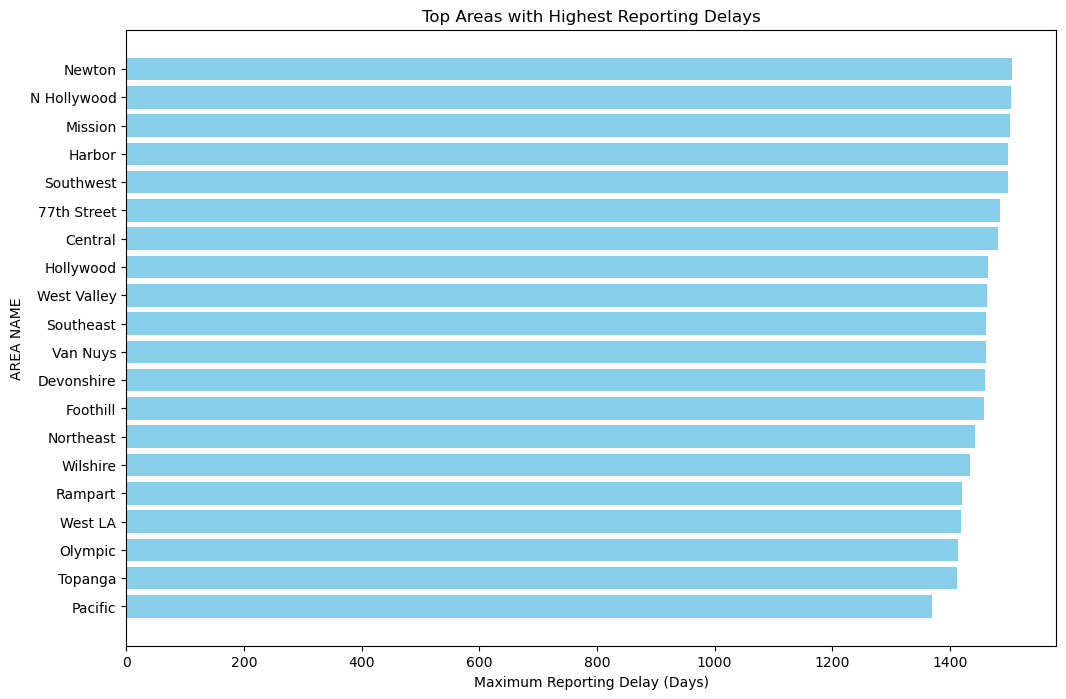 Top Areas with Highest Reporting Delays
AREA NAME
Newton
N Hollywood
Mission
Harbor
Southwest
77th Street
Central
Hollywood
West Valley
Southeast
Van Nuys
Devonshire
Foothill
Northeast
Wilshire
Rampart
West LA
Olympic
Topanga
Pacific
0 200 400 600 800 1000 1200 1400
Maximum Reporting Delay (Days)